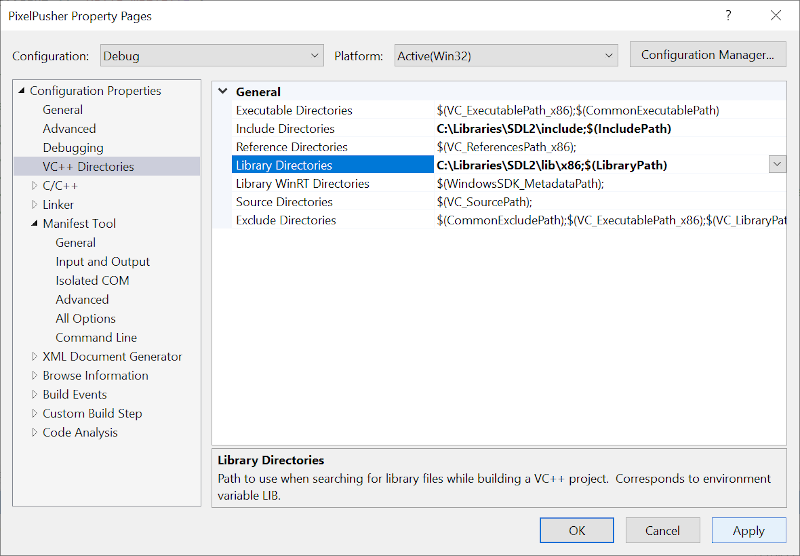 PixelPusher Property Pages
Configuration: Debug Platform: Active(Win32) Configuration Manager...
Configuration Properties
General
Advanced
Debugging
VC++ Directories
C/C++
Linker
Manifest Tool
General
Input and Output
Isolated COM
Advanced
All Options
Command Line
XML Document Generator
Browse Information
Build Events
Custom Build Step
Code Analysis
General
Executable Directories $(VC_ExecutablePath_x86);$(CommonExecutablePath)
Include Directories C:\Libraries\SDL2\include;$(IncludePath)
Reference Directories $(VC_ReferencesPath_x86);
Library Directories C:\Libraries\SDL2\lib\x86;$(LibraryPath)
Library WinRT Directories $(WindowsSDK_MetadataPath);
Source Directories $(VC_SourcePath);
Exclude Directories $(CommonExcludePath);$(VC_ExecutablePath_x86);$(VC_LibraryPat
Library Directories
Path to use when searching for library files while building a VC++ project. Corresponds to environment
variable LIB.
OK Cancel Apply